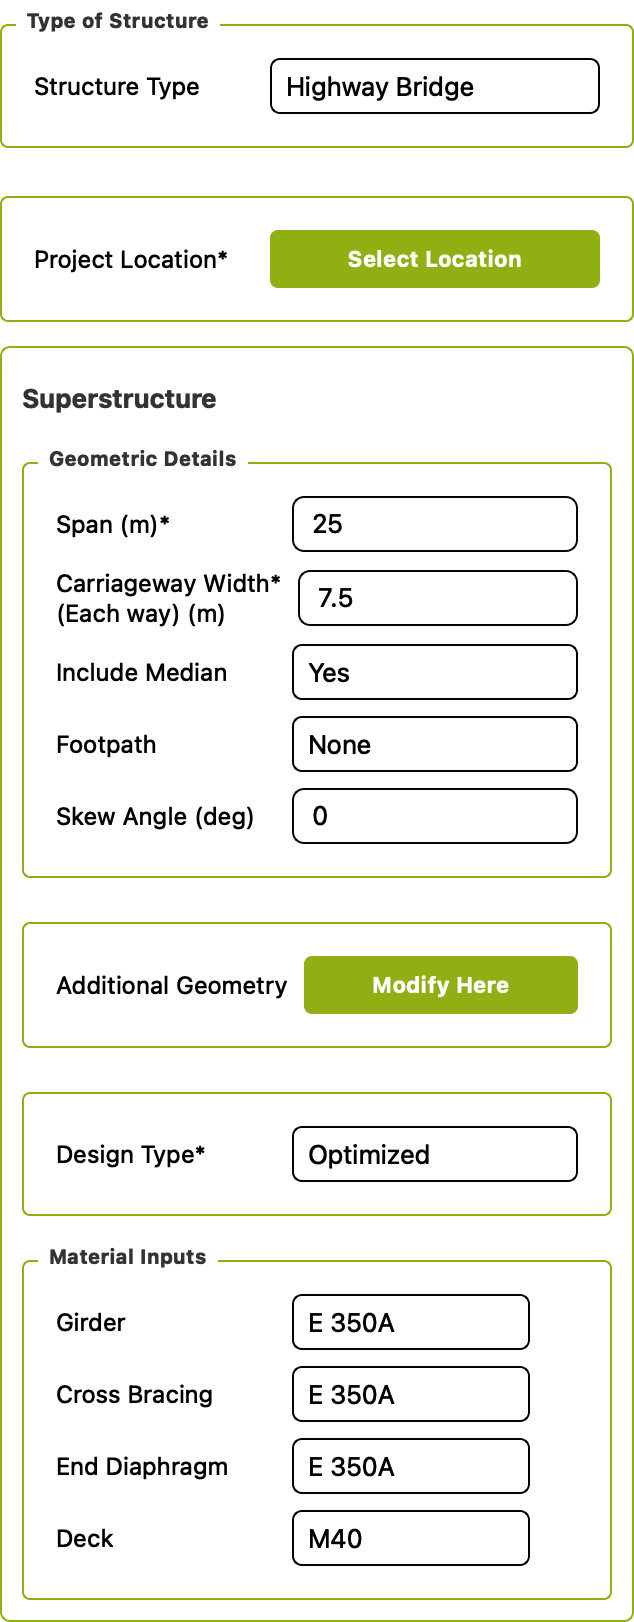 Type of Structure
Structure Type Highway Bridge
Project Location* Select Location
Superstructure
Geometric Details
Span (m)* 25
Carriageway Width*
(Each way) (m) 7.5
Include Median Yes
Footpath None
Skew Angle (deg) 0
Additional Geometry Modify Here
Design Type* Optimized
Material Inputs
Girder E 350A
Cross Bracing E 350A
End Diaphragm E 350A
Deck M40